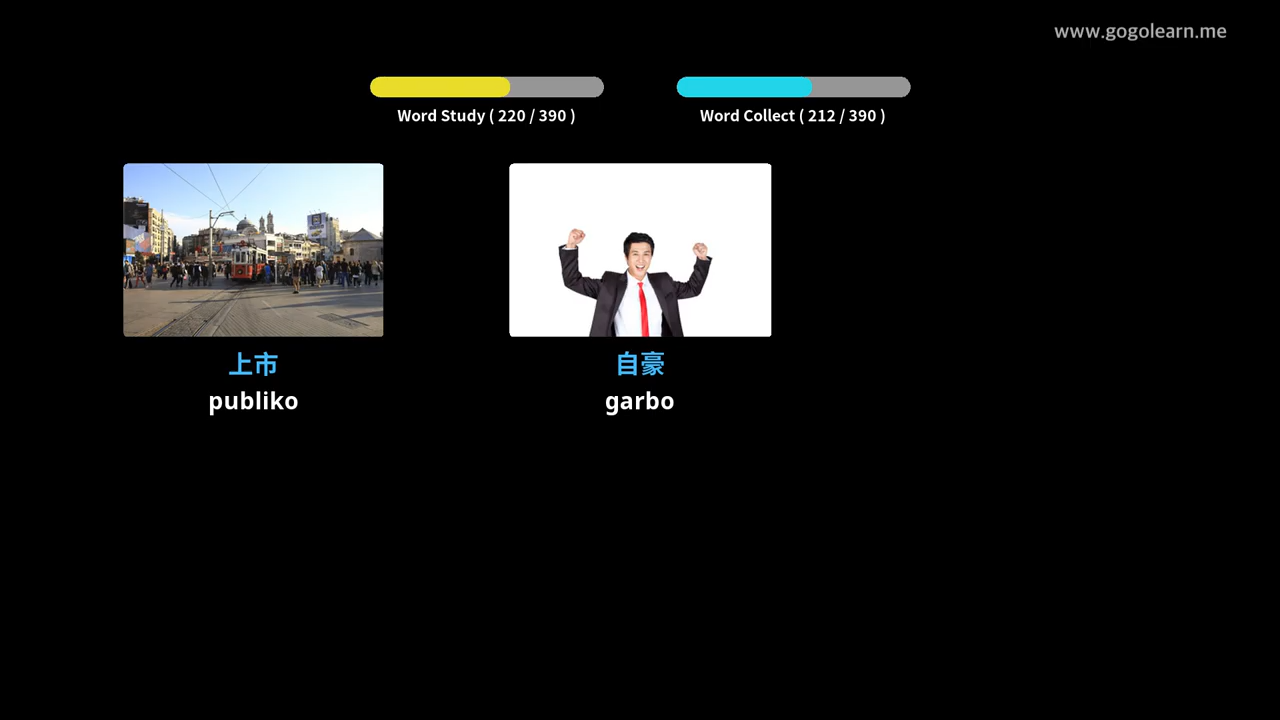 www.gogolearn.me
Word Study ( 220 / 390 )
Word Collect ( 212 / 390 )
上市
publiko
自豪
garbo